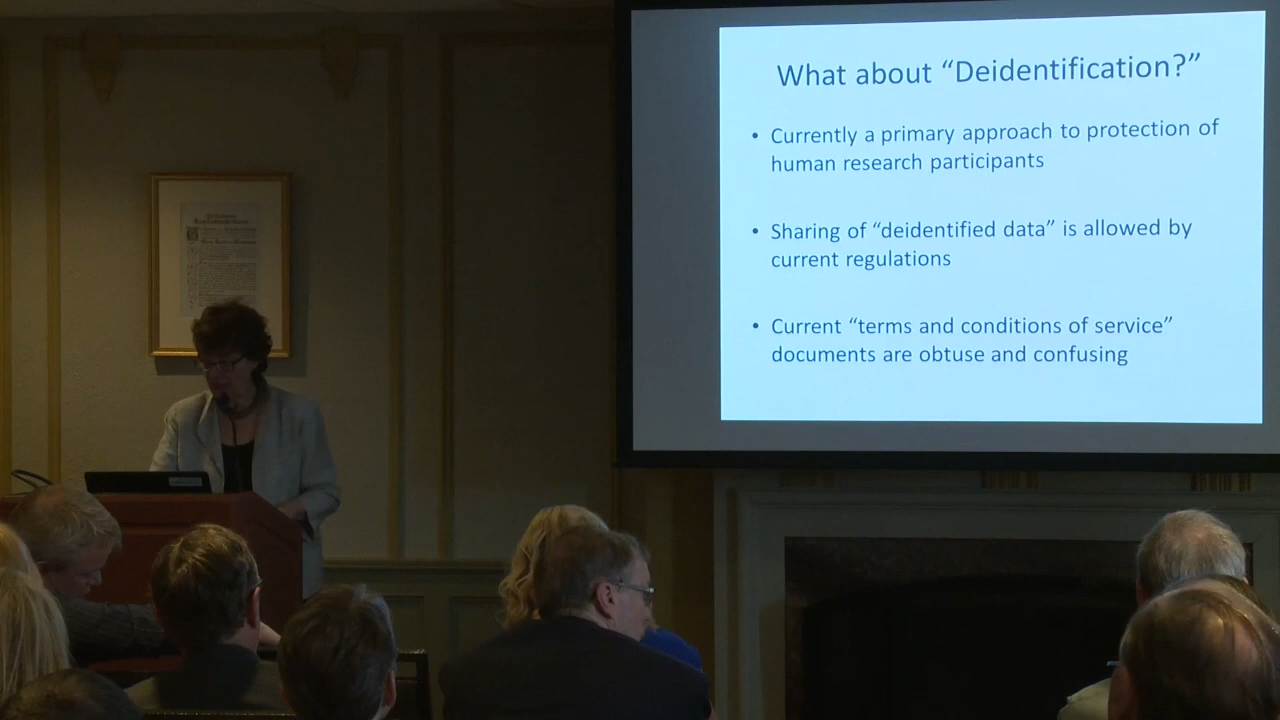 What about “Deidentification?”
• Currently a primary approach to protection of
human research participants
• Sharing of “deidentified data” is allowed by
current regulations
• Current “terms and conditions of service”
documents are obtuse and confusing